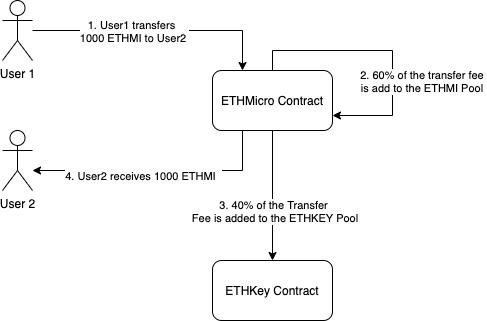 1. User1 transfers
1000 ETHMI to User2
User 1
2. 60% of the transfer fee
is add to the ETHMI Pool
ETHMicro Contract
4. User2 receives 1000 ETHMI
User 2
3. 40% of the Transfer
Fee is added to the ETHKEY Pool
ETHKey Contract